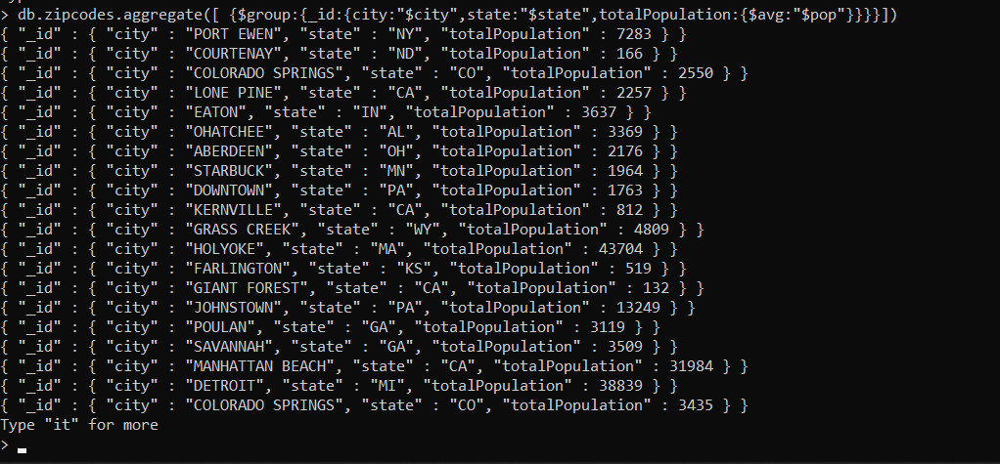 > db.zipcodes.aggregate([ {$group:{_id:{city:"$city",state:"$state",totalPopulation:{$avg:"$pop"}}}}])
{ "_id" : { "city" : "PORT EWEN", "state" : "NY", "totalPopulation" : 7283 } }
{ "_id" : { "city" : "COURTENAY", "state" : "ND", "totalPopulation" : 166 } }
{ "_id" : { "city" : "COLORADO SPRINGS", "state" : "CO", "totalPopulation" : 2550 } }
{ "_id" : { "city" : "LONE PINE", "state" : "CA", "totalPopulation" : 2257 } }
{ "_id" : { "city" : "EATON", "state" : "IN", "totalPopulation" : 3637 } }
{ "_id" : { "city" : "OHATCHEE", "state" : "AL", "totalPopulation" : 3369 } }
{ "_id" : { "city" : "ABERDEEN", "state" : "OH", "totalPopulation" : 2176 } }
{ "_id" : { "city" : "STARBUCK", "state" : "MN", "totalPopulation" : 1964 } }
{ "_id" : { "city" : "DOWNTOWN", "state" : "PA", "totalPopulation" : 1763 } }
{ "_id" : { "city" : "KERNVILLE", "state" : "CA", "totalPopulation" : 812 } }
{ "_id" : { "city" : "GRASS CREEK", "state" : "WY", "totalPopulation" : 4809 } }
{ "_id" : { "city" : "HOLYOKE", "state" : "MA", "totalPopulation" : 43704 } }
{ "_id" : { "city" : "FARLINGTON", "state" : "KS", "totalPopulation" : 519 } }
{ "_id" : { "city" : "GIANT FOREST", "state" : "CA", "totalPopulation" : 132 } }
{ "_id" : { "city" : "JOHNSTOWN", "state" : "PA", "totalPopulation" : 13249 } }
{ "_id" : { "city" : "POULAN", "state" : "GA", "totalPopulation" : 3119 } }
{ "_id" : { "city" : "SAVANNAH", "state" : "GA", "totalPopulation" : 3509 } }
{ "_id" : { "city" : "MANHATTAN BEACH", "state" : "CA", "totalPopulation" : 31984 } }
{ "_id" : { "city" : "DETROIT", "state" : "MI", "totalPopulation" : 38839 } }
{ "_id" : { "city" : "COLORADO SPRINGS", "state" : "CO", "totalPopulation" : 3435 } }
Type "it" for more
>